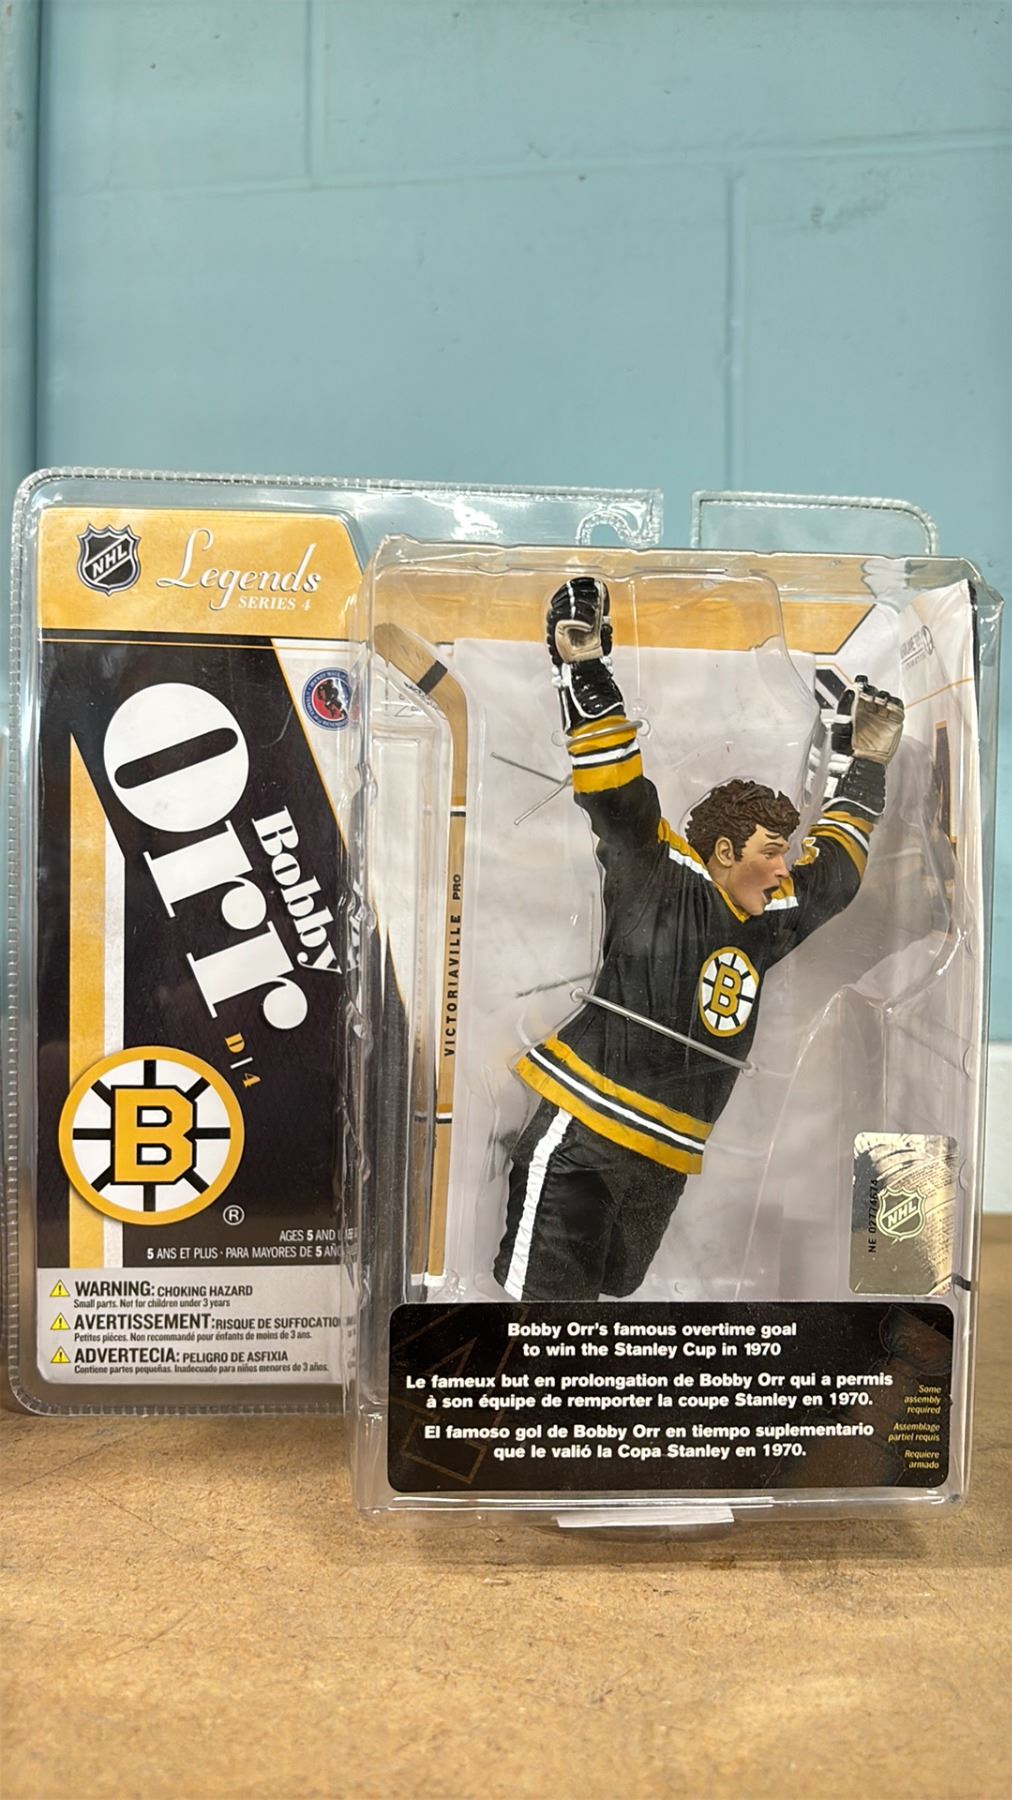 NHL
Legends
SERIES 4
Orr
Bobby
D|4
B
®
AGES 5 AND
5 ANS ET PLUS · PARA MAYORES DE 5
WARNING: CHOKING HAZARD
Small parts. Not for children under 3 years
AVERTISSEMENT: RISQUE DE SUFFOCATION
Petites pièces. Non recommandé pour enfants de moins de 3 ans.
ADVERTECIA: PELIGRO DE ASFIXIA
Contiene partes pequeñas. Inadecuado para niños menores de 3 años.
VICTORIAVILLE PRO
B
NHL
NE 02774674
Bobby Orr's famous overtime goal
to win the Stanley Cup in 1970
Le fameux but en prolongation de Bobby Orr qui a permis
à son équipe de remporter la coupe Stanley en 1970.
El famoso gol de Bobby Orr en tiempo suplementario
que le valió la Copa Stanley en 1970.
Some
assembly
required
Assemblage
partiel requis
Requiere
armado